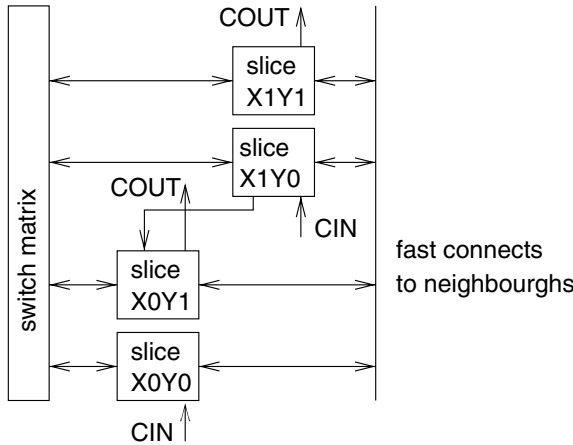 COUT
slice
X1Y1
slice
X1Y0
COUT
CIN
switch matrix
slice
X0Y1
fast connects
to neighbourghs
slice
X0Y0
CIN